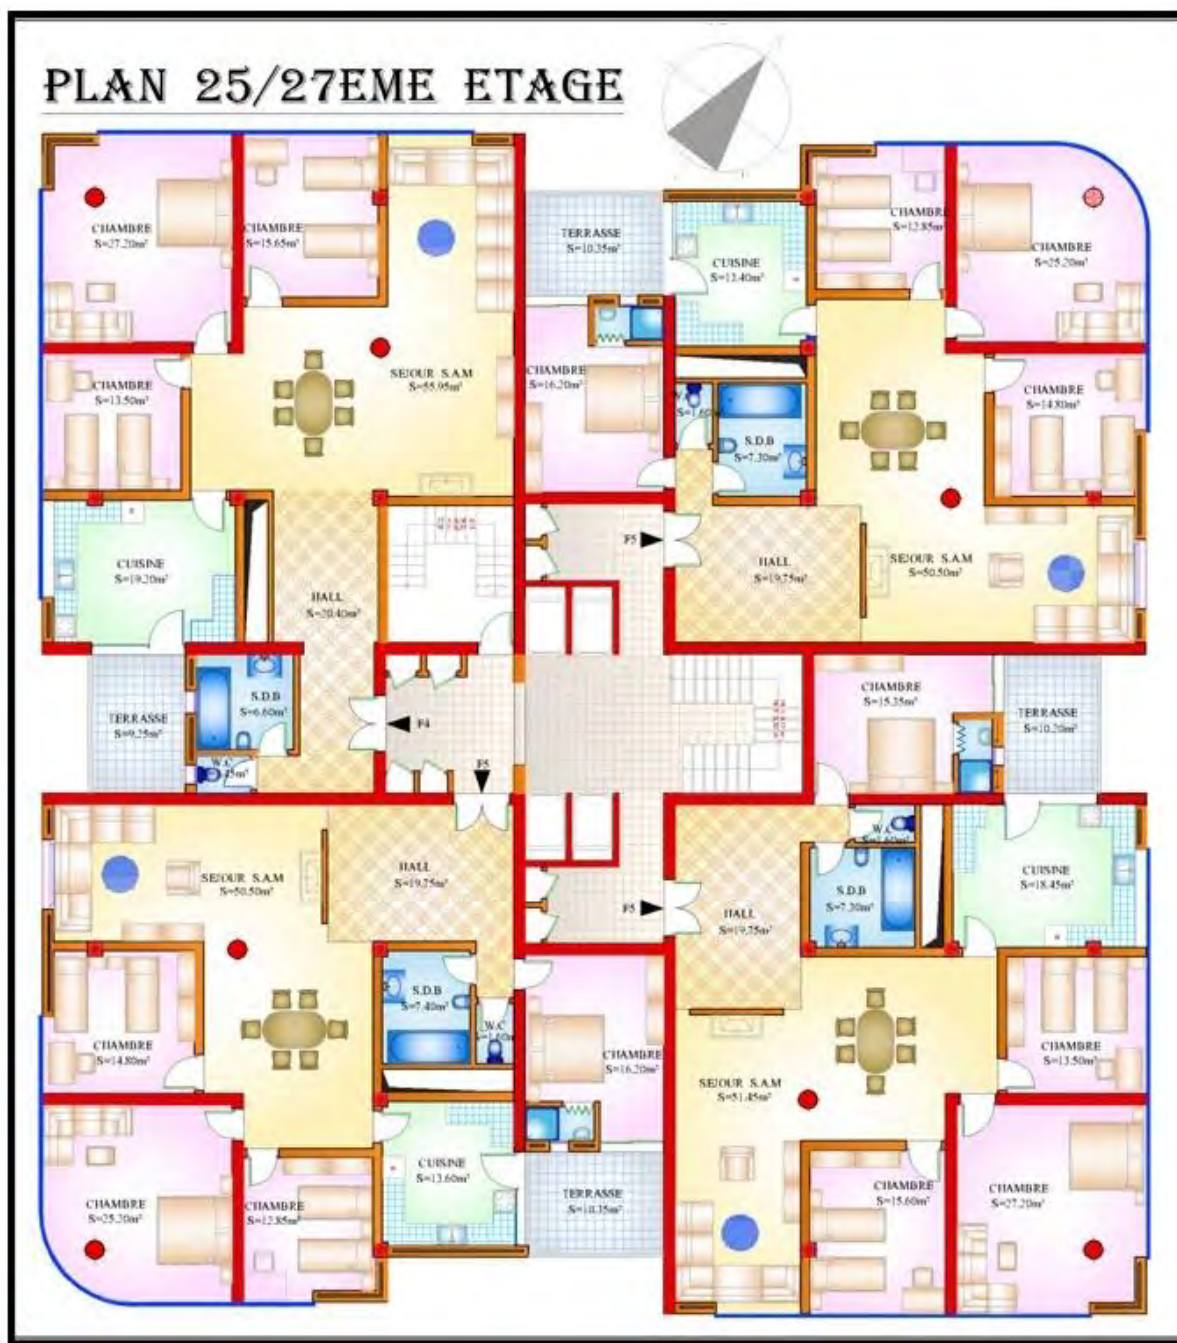 PLAN 25/27EME ETAGE
CHAMBRE
S=27.20m²
CHAMBRE
S=15.65m²
TERRASSE
S=10.35m²
CUISINE
S=13.40m²
CHAMBRE
S=12.85m²
CHAMBRE
S=25.20m²
CHAMBRE
S=13.50m²
SEJOUR S.A.M
S=55.95m²
CHAMBRE
S=16.20m²
S=1.60m²
S.D.B
S=7.30m²
CHAMBRE
S=14.80m²
CUISINE
S=19.20m²
HALL
S=20.40m²
F5
HALL
S=19.75m²
SEJOUR S.A.M
S=50.50m²
TERRASSE
S=9.25m²
S.D.B
S=6.60m²
W.C
F4
F5
CHAMBRE
S=15.35m²
TERRASSE
S=10.20m²
SEJOUR S.A.M
S=50.50m²
HALL
S=19.75m²
F5
HALL
S=19.75m²
W.C
S.D.B
S=7.30m²
CUISINE
S=18.45m²
CHAMBRE
S=14.80m²
S.D.B
S=7.40m²
W.C
S=1.60m²
CHAMBRE
S=16.20m²
SEJOUR S.A.M
S=51.45m²
CHAMBRE
S=13.50m²
CHAMBRE
S=25.20m²
CHAMBRE
S=12.85m²
CUISINE
S=13.60m²
TERRASSE
S=10.35m²
CHAMBRE
S=15.60m²
CHAMBRE
S=27.20m²